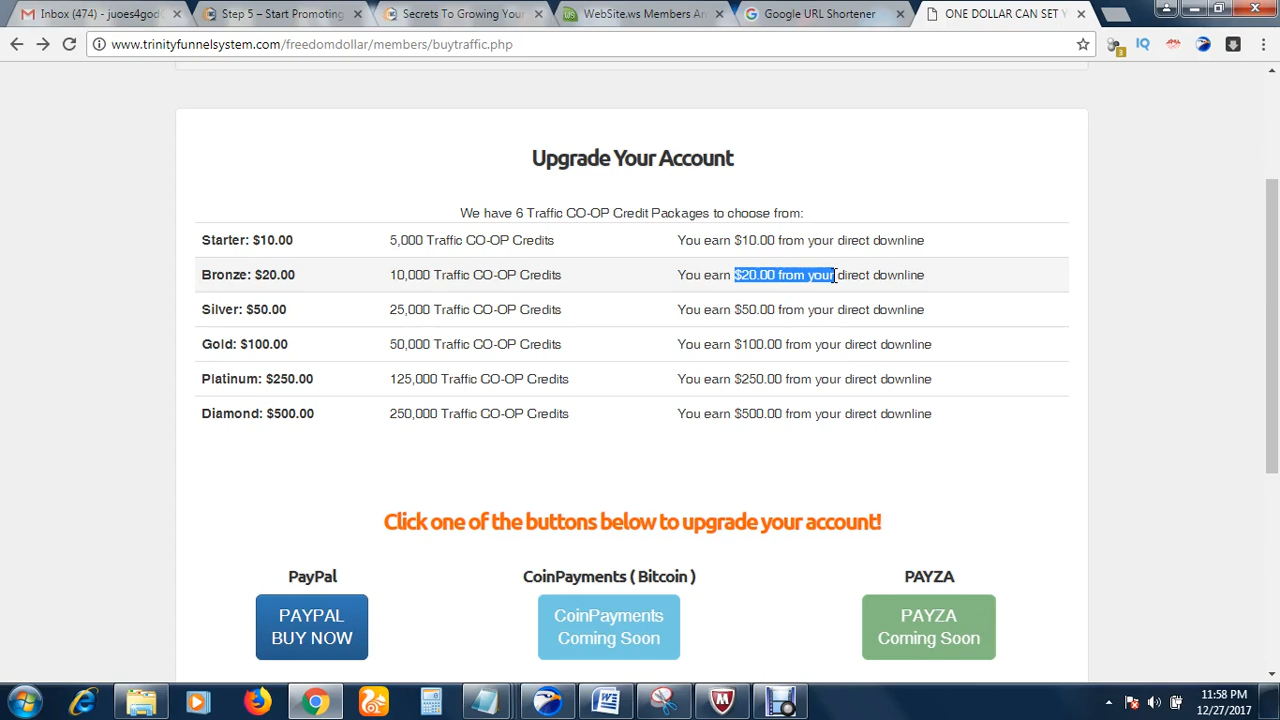 Inbox (474) - juoes4god
Step 5 – Start Promoting
Secrets To Growing Your
WebSite.ws Members Ar
Google URL Shortener
ONE DOLLAR CAN SET Y
www.trinityfunnelsystem.com/freedomdollar/members/buytraffic.php
3
IQ
Upgrade Your Account
We have 6 Traffic CO-OP Credit Packages to choose from:
Starter: $10.00 5,000 Traffic CO-OP Credits You earn $10.00 from your direct downline
Bronze: $20.00 10,000 Traffic CO-OP Credits You earn $20.00 from your direct downline
Silver: $50.00 25,000 Traffic CO-OP Credits You earn $50.00 from your direct downline
Gold: $100.00 50,000 Traffic CO-OP Credits You earn $100.00 from your direct downline
Platinum: $250.00 125,000 Traffic CO-OP Credits You earn $250.00 from your direct downline
Diamond: $500.00 250,000 Traffic CO-OP Credits You earn $500.00 from your direct downline
Click one of the buttons below to upgrade your account!
PayPal
PAYPAL
BUY NOW
CoinPayments ( Bitcoin )
CoinPayments
Coming Soon
PAYZA
PAYZA
Coming Soon
11:58 PM
12/27/2017